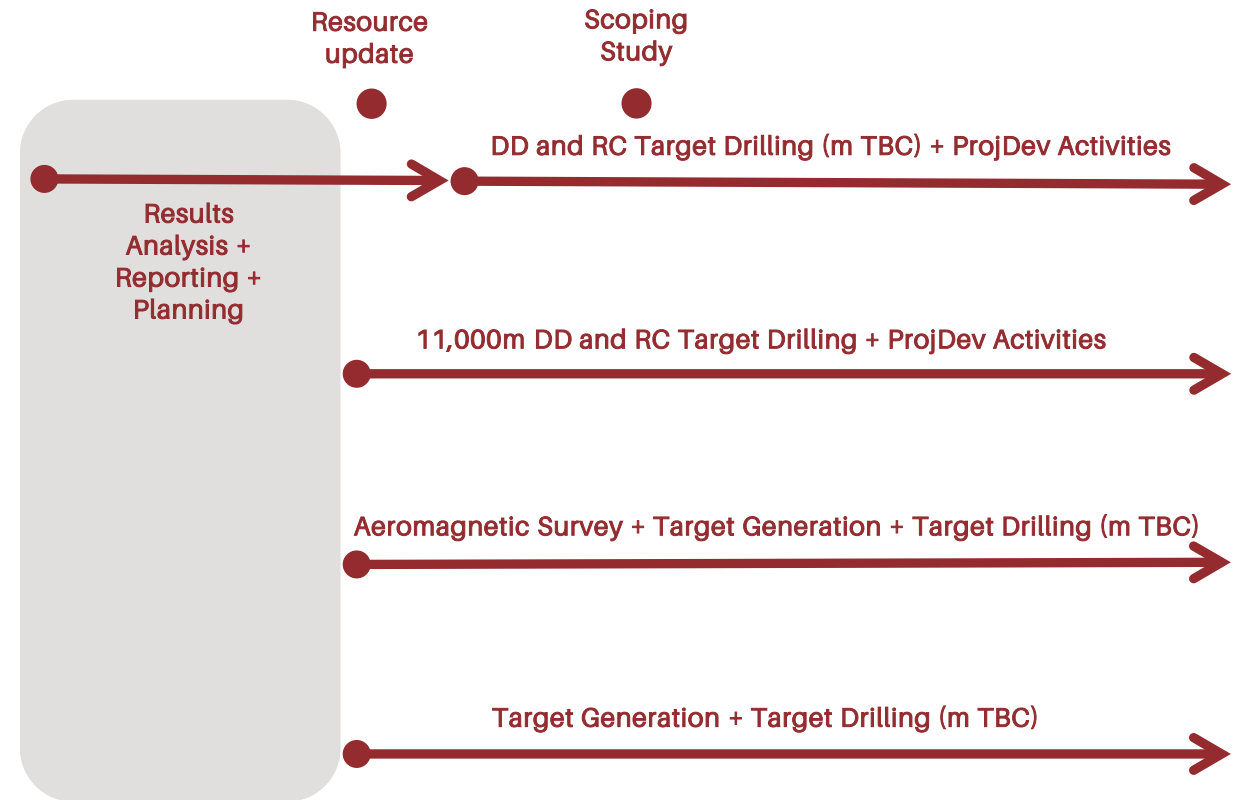 Resource
update
Scoping
Study
DD and RC Target Drilling (m TBC) + ProjDev Activities
Results
Analysis +
Reporting +
Planning
11,000m DD and RC Target Drilling + ProjDev Activities
Aeromagnetic Survey + Target Generation + Target Drilling (m TBC)
Target Generation + Target Drilling (m TBC)